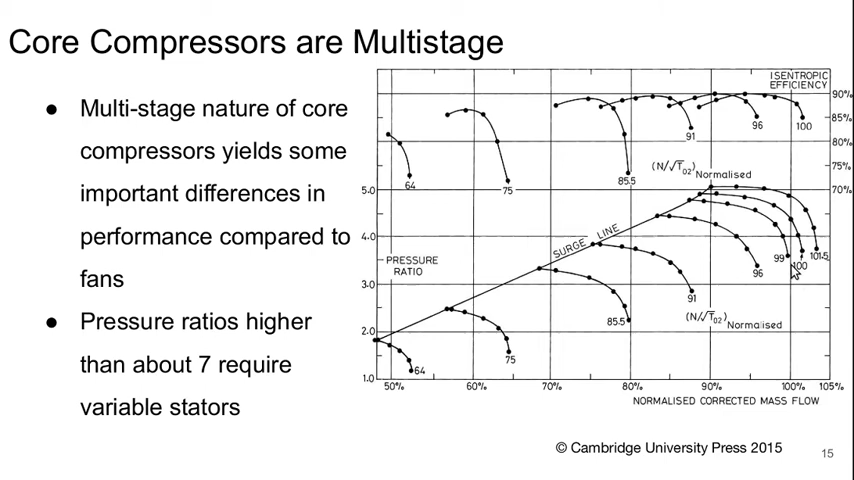 Core Compressors are Multistage
● Multi-stage nature of core
compressors yields some
important differences in
performance compared to
fans
● Pressure ratios higher
than about 7 require
variable stators
ISENTROPIC
EFFICIENCY
90%
85%
80%
75%
70%
64
75
85.5
91
96
100
(N/√T02)Normalised
5.0
4.0
3.0
2.0
1.0
PRESSURE
RATIO
SURGE LINE
64
75
85.5
91
96
99
100
101.5
(N/√T02)Normalised
50%
60%
70%
80%
90%
100%
105%
NORMALISED CORRECTED MASS FLOW
© Cambridge University Press 2015
15